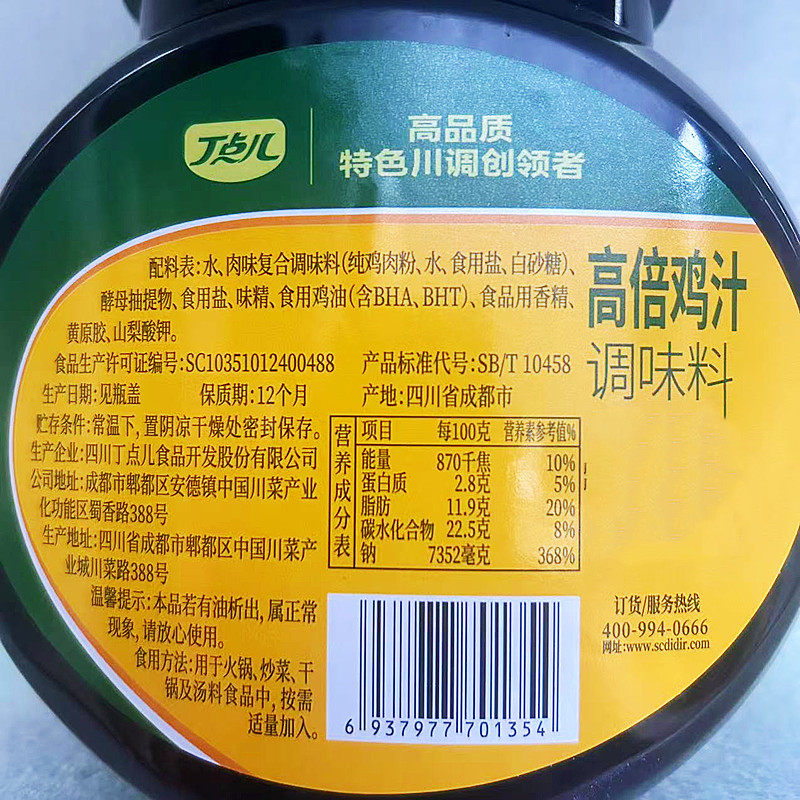 丁点儿
高品质
特色川调创领者
配料表:水、肉味复合调味料(纯鸡肉粉、水、食用盐、白砂糖)、
酵母抽提物、食用盐、味精、食用鸡油(含BHA、BHT)、食品用香精、
黄原胶、山梨酸钾。
高倍鸡汁
调味料
食品生产许可证编号:SC10351012400488 产品标准代号:SB/T 10458
生产日期:见瓶盖 保质期:12个月 产地:四川省成都市
贮存条件:常温下,置阴凉干燥处密封保存。
生产企业:四川丁点儿食品开发股份有限公司
公司地址:成都市郫都区安德镇中国川菜产业
化功能区蜀香路388号
生产地址:四川省成都市郫都区中国川菜产
业城川菜路388号
温馨提示:本品若有油析出,属正常
现象,请放心使用。
食用方法:用于火锅、炒菜、干
锅及汤料食品中,按需
适量加入。
营养成分表
项目 每100克 营养素参考值%
能量 870千焦 10%
蛋白质 2.8克 5%
脂肪 11.9克 20%
碳水化合物 22.5克 8%
钠 7352毫克 368%
6 937977 701354
订货/服务热线
400-994-0666
网址:www.scdidir.com